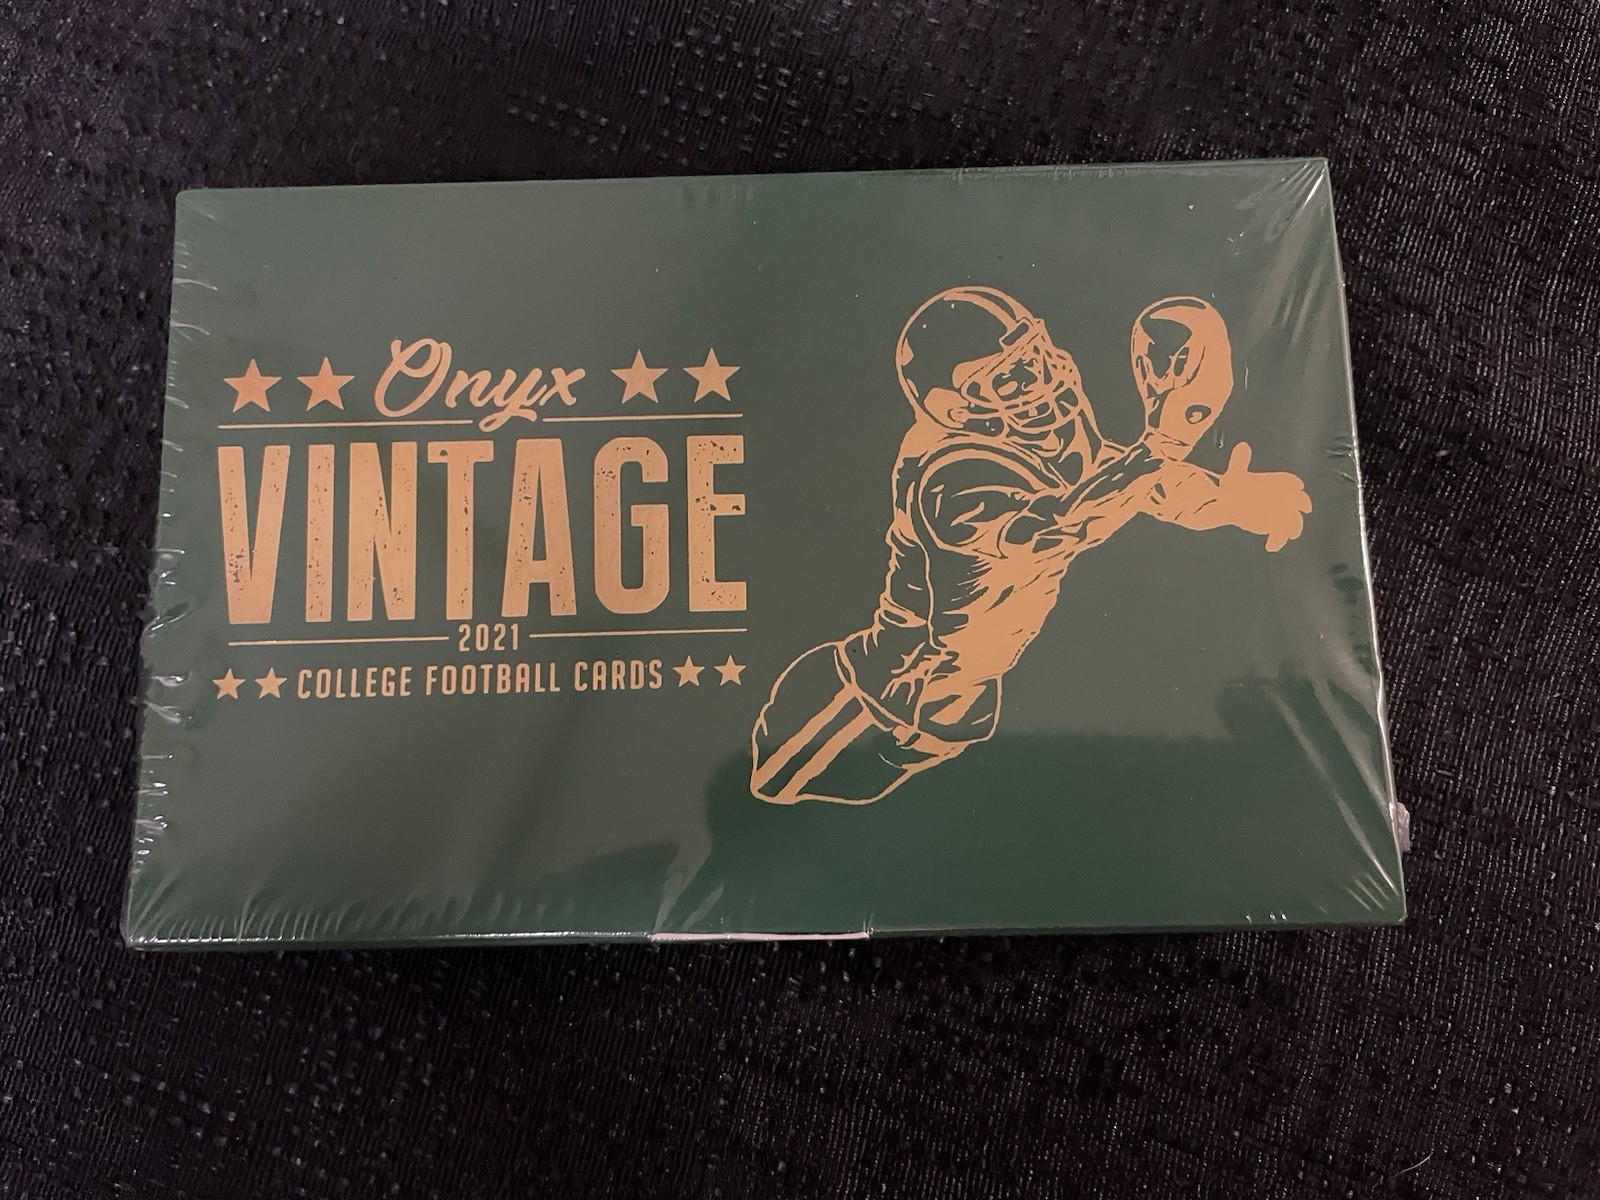 Onyx
VINTAGE
2021
COLLEGE FOOTBALL CARDS